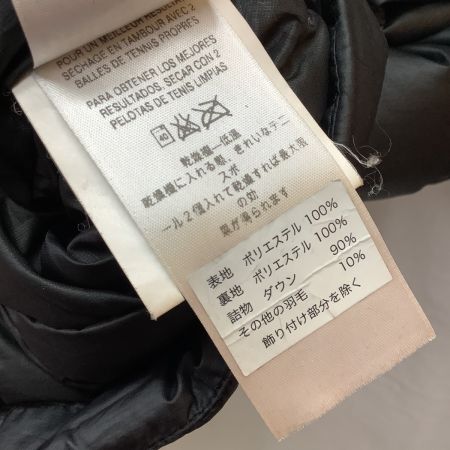 POUR UN MEILLEUR RÉSULTAT
SÉCHAGE EN TAMBOUR AVEC 2
BALLES DE TENNIS PROPRES
PARA OBTENER LOS MEJORES
RESULTADOS, SECAR CON 2
PELOTAS DE TENIS LIMPIAS
40
乾燥機一低温
乾燥機に入れる際、きれいなテニスボ
ール2個入れて乾燥すれば最大限の効
果が得られます
表地 ポリエステル 100%
裏地 ポリエステル 100%
詰物 ダウン 90%
その他の羽毛 10%
飾り付け部分を除く